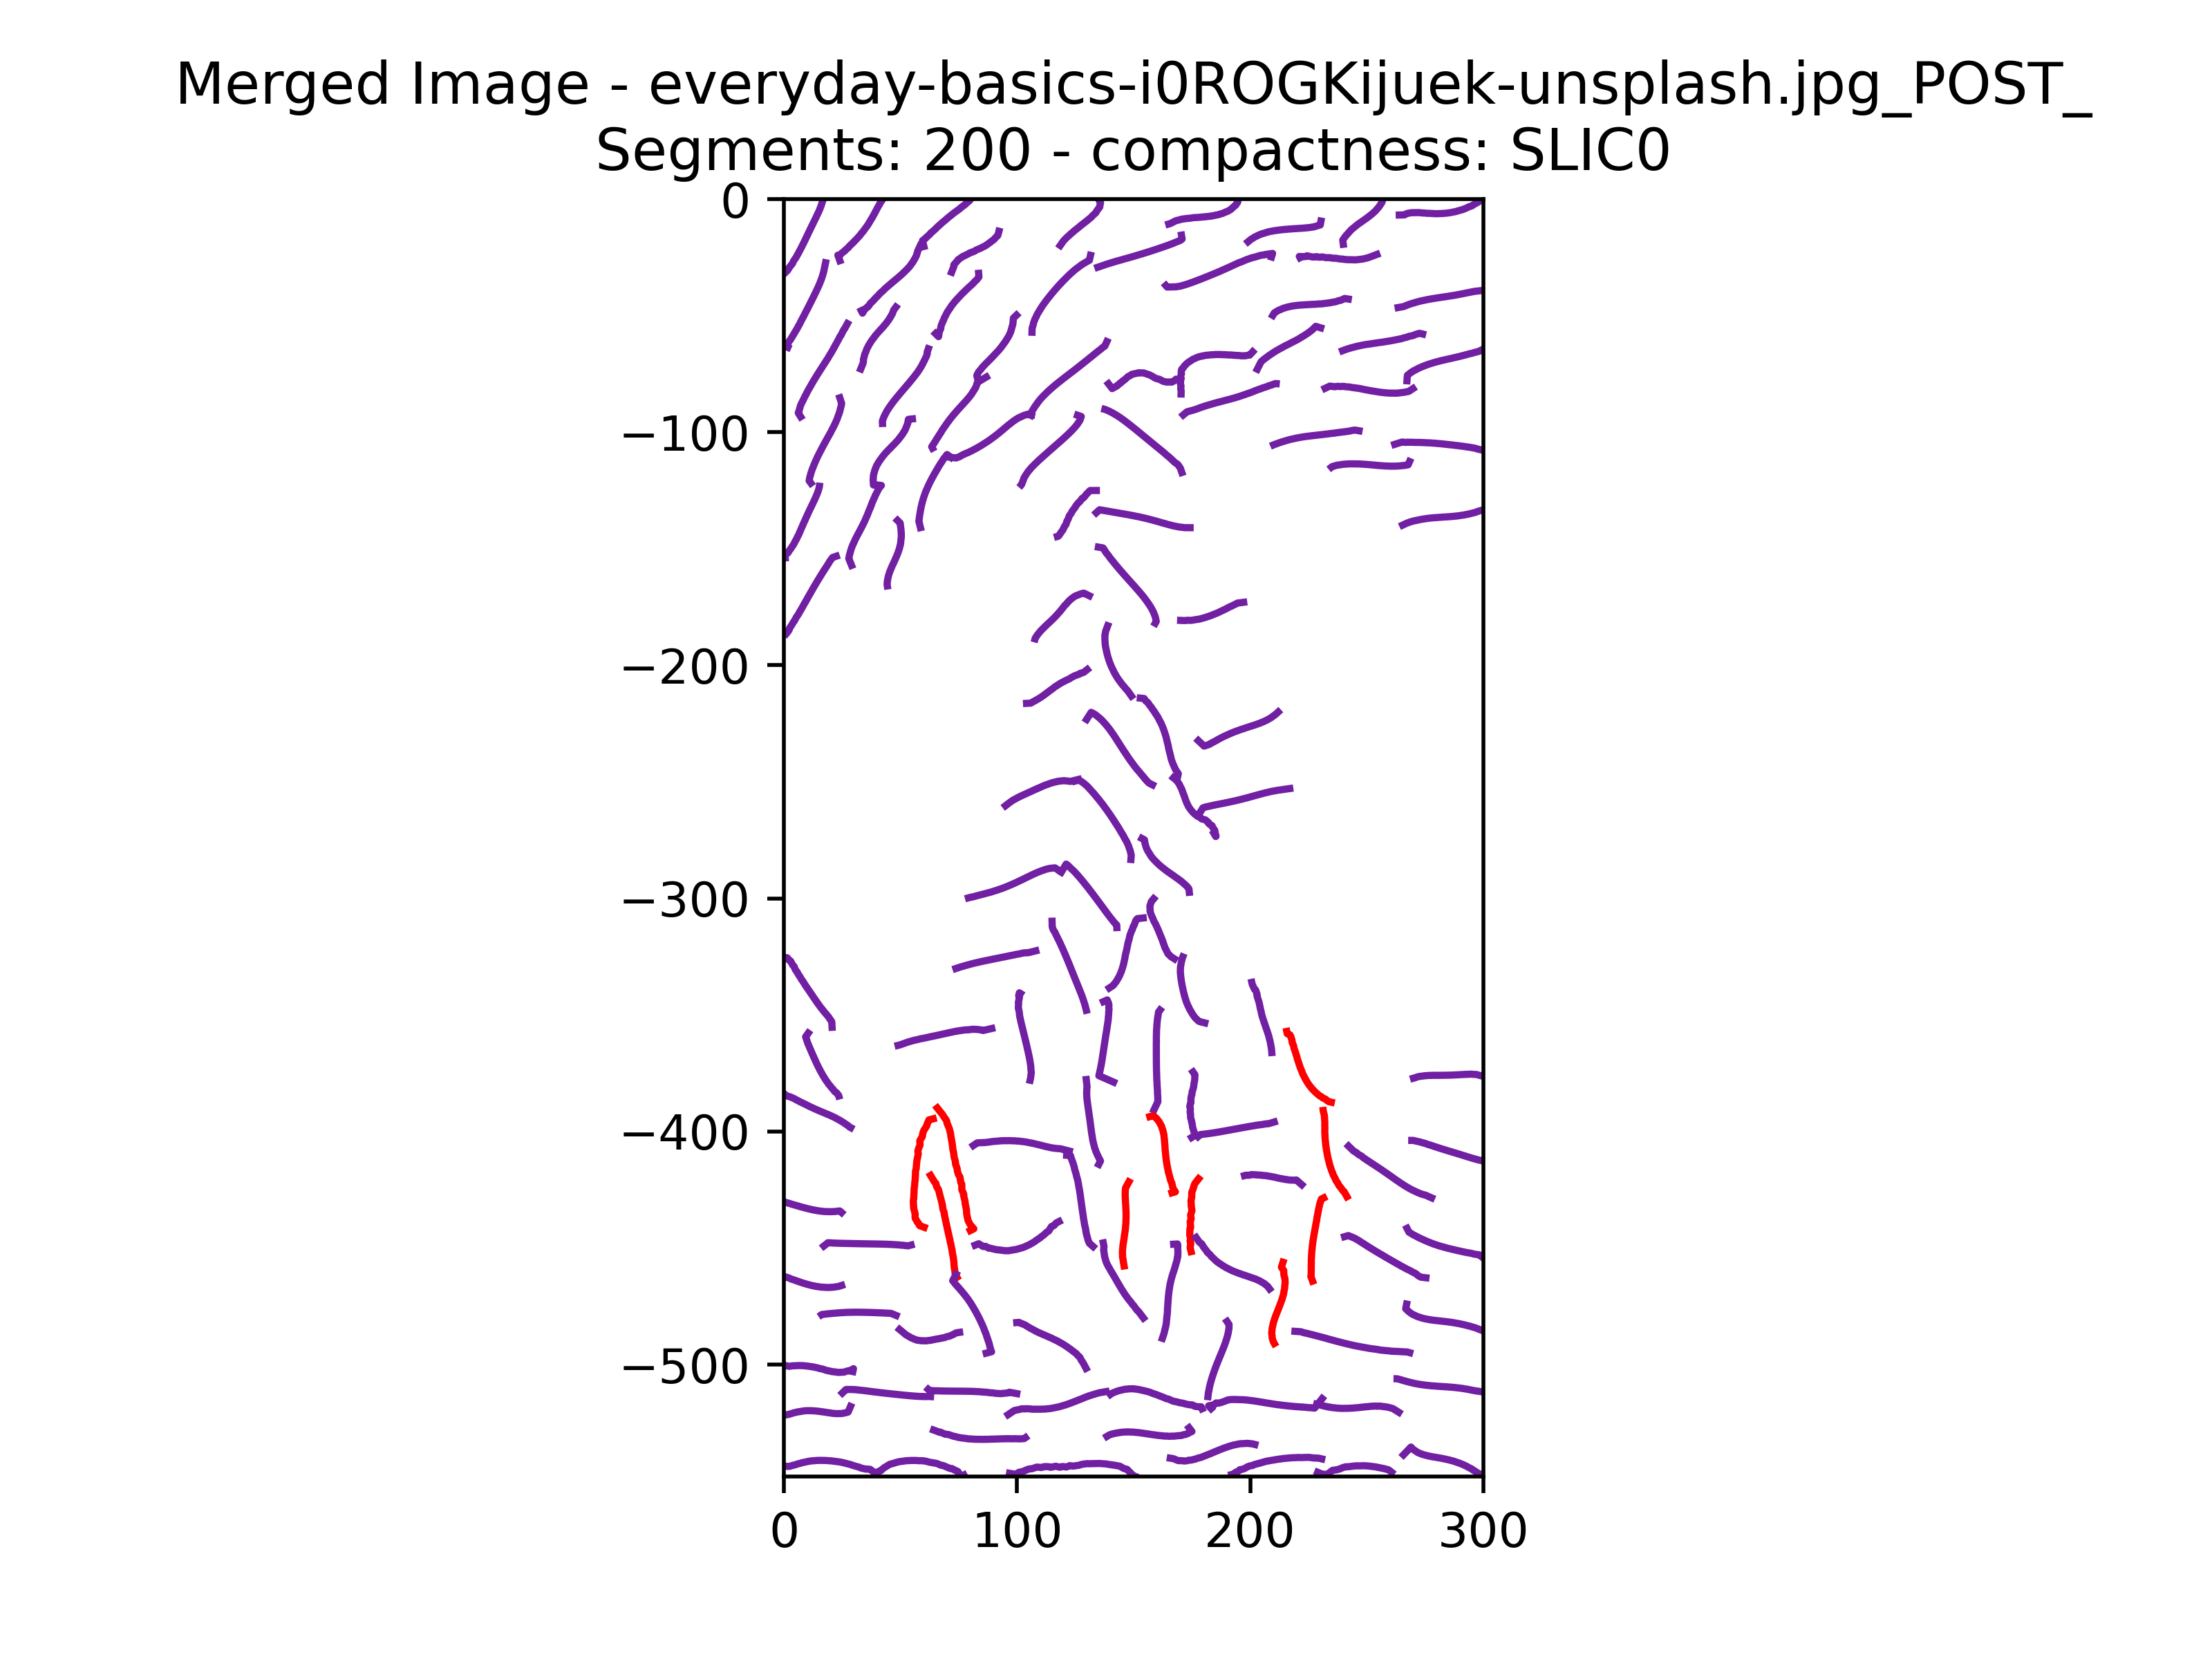 Merged Image - everyday-basics-i0ROGKijuek-unsplash.jpg_POST_
Segments: 200 - compactness: SLIC0
0
−100
−200
−300
−400
−500
0 100 200 300